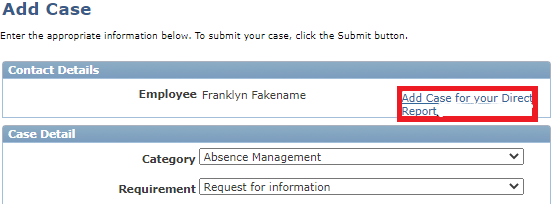 Add Case
Enter the appropriate information below. To submit your case, click the Submit button.
Contact Details
Employee Franklyn Fakename
Add Case for your Direct
Report
Case Detail
Category Absence Management
Requirement Request for information